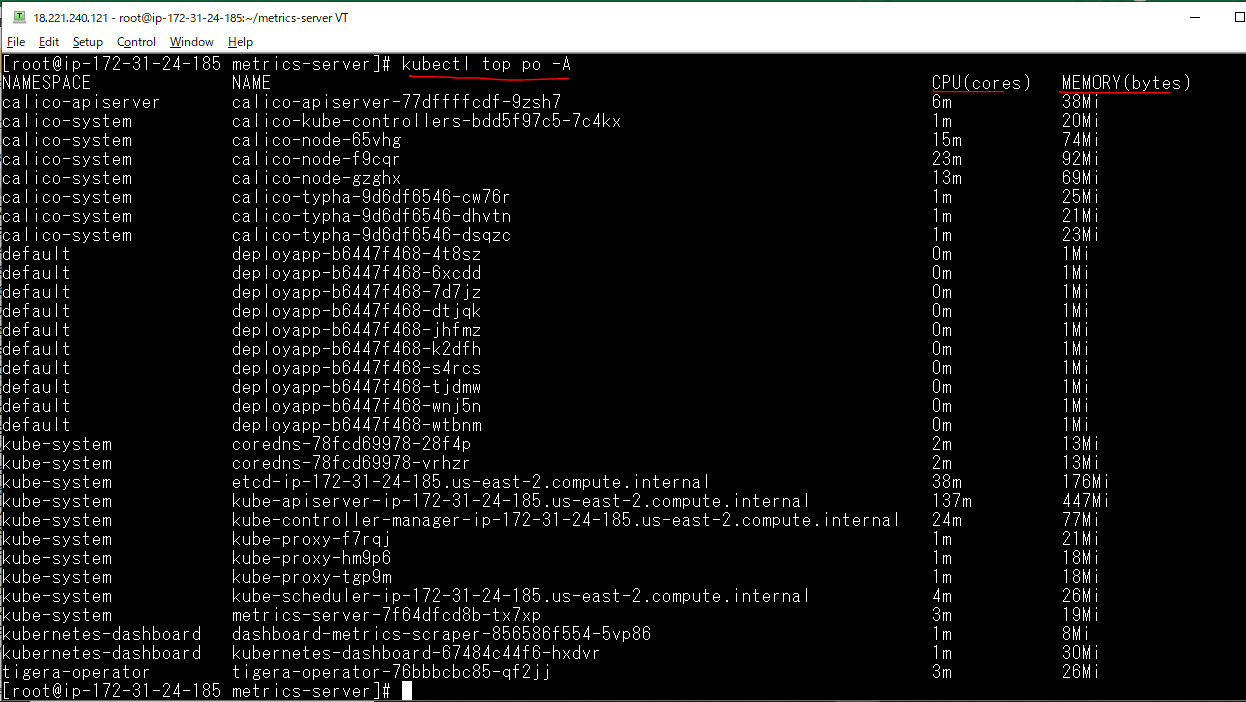 18.221.240.121 - root@ip-172-31-24-185:~/metrics-server VT
File Edit Setup Control Window Help
[root@ip-172-31-24-185 metrics-server]# kubectl top po -A
NAMESPACE NAME CPU(cores) MEMORY(bytes)
calico-apiserver calico-apiserver-77dffffcdf-9zsh7 6m 38Mi
calico-system calico-kube-controllers-bdd5f97c5-7c4kx 1m 20Mi
calico-system calico-node-65vhg 15m 74Mi
calico-system calico-node-f9cqr 23m 92Mi
calico-system calico-node-gzghx 13m 69Mi
calico-system calico-typha-9d6df6546-cw76r 1m 25Mi
calico-system calico-typha-9d6df6546-dhvtn 1m 21Mi
calico-system calico-typha-9d6df6546-dsqzc 1m 23Mi
default deployapp-b6447f468-4t8sz 0m 1Mi
default deployapp-b6447f468-6xcdd 0m 1Mi
default deployapp-b6447f468-7d7jz 0m 1Mi
default deployapp-b6447f468-dtjqk 0m 1Mi
default deployapp-b6447f468-jhfmz 0m 1Mi
default deployapp-b6447f468-k2dfh 0m 1Mi
default deployapp-b6447f468-s4rcs 0m 1Mi
default deployapp-b6447f468-tjdmw 0m 1Mi
default deployapp-b6447f468-wnj5n 0m 1Mi
default deployapp-b6447f468-wtbnm 0m 1Mi
kube-system coredns-78fcd69978-28f4p 2m 13Mi
kube-system coredns-78fcd69978-vrhzr 2m 13Mi
kube-system etcd-ip-172-31-24-185.us-east-2.compute.internal 38m 176Mi
kube-system kube-apiserver-ip-172-31-24-185.us-east-2.compute.internal 137m 447Mi
kube-system kube-controller-manager-ip-172-31-24-185.us-east-2.compute.internal 24m 77Mi
kube-system kube-proxy-f7rqj 1m 21Mi
kube-system kube-proxy-hm9p6 1m 18Mi
kube-system kube-proxy-tgp9m 1m 18Mi
kube-system kube-scheduler-ip-172-31-24-185.us-east-2.compute.internal 4m 26Mi
kube-system metrics-server-7f64dfcd8b-tx7xp 3m 19Mi
kubernetes-dashboard dashboard-metrics-scraper-856586f554-5vp86 1m 8Mi
kubernetes-dashboard kubernetes-dashboard-67484c44f6-hxdvr 1m 30Mi
tigera-operator tigera-operator-76bbbcbc85-qf2jj 3m 26Mi
[root@ip-172-31-24-185 metrics-server]#